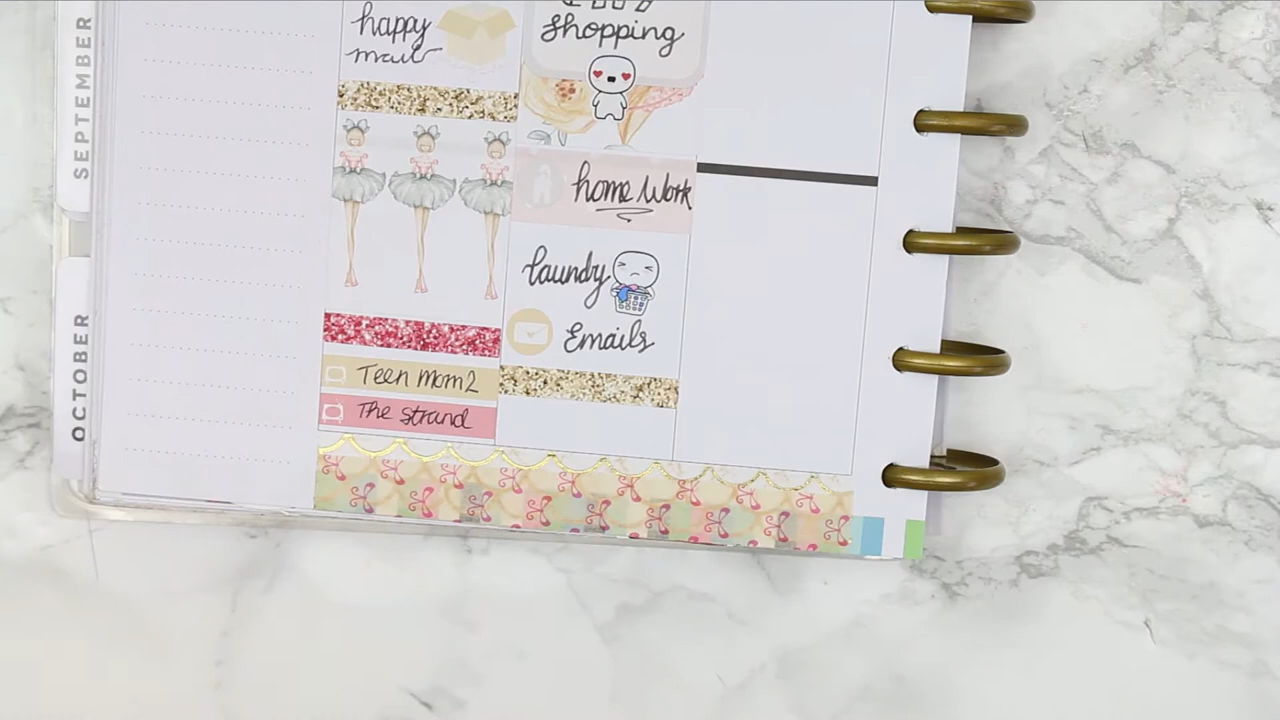 SEPTEMBER
OCTOBER
happy
mail
Teen Mom2
The Strand
Shopping
home Work
laundy
Emails